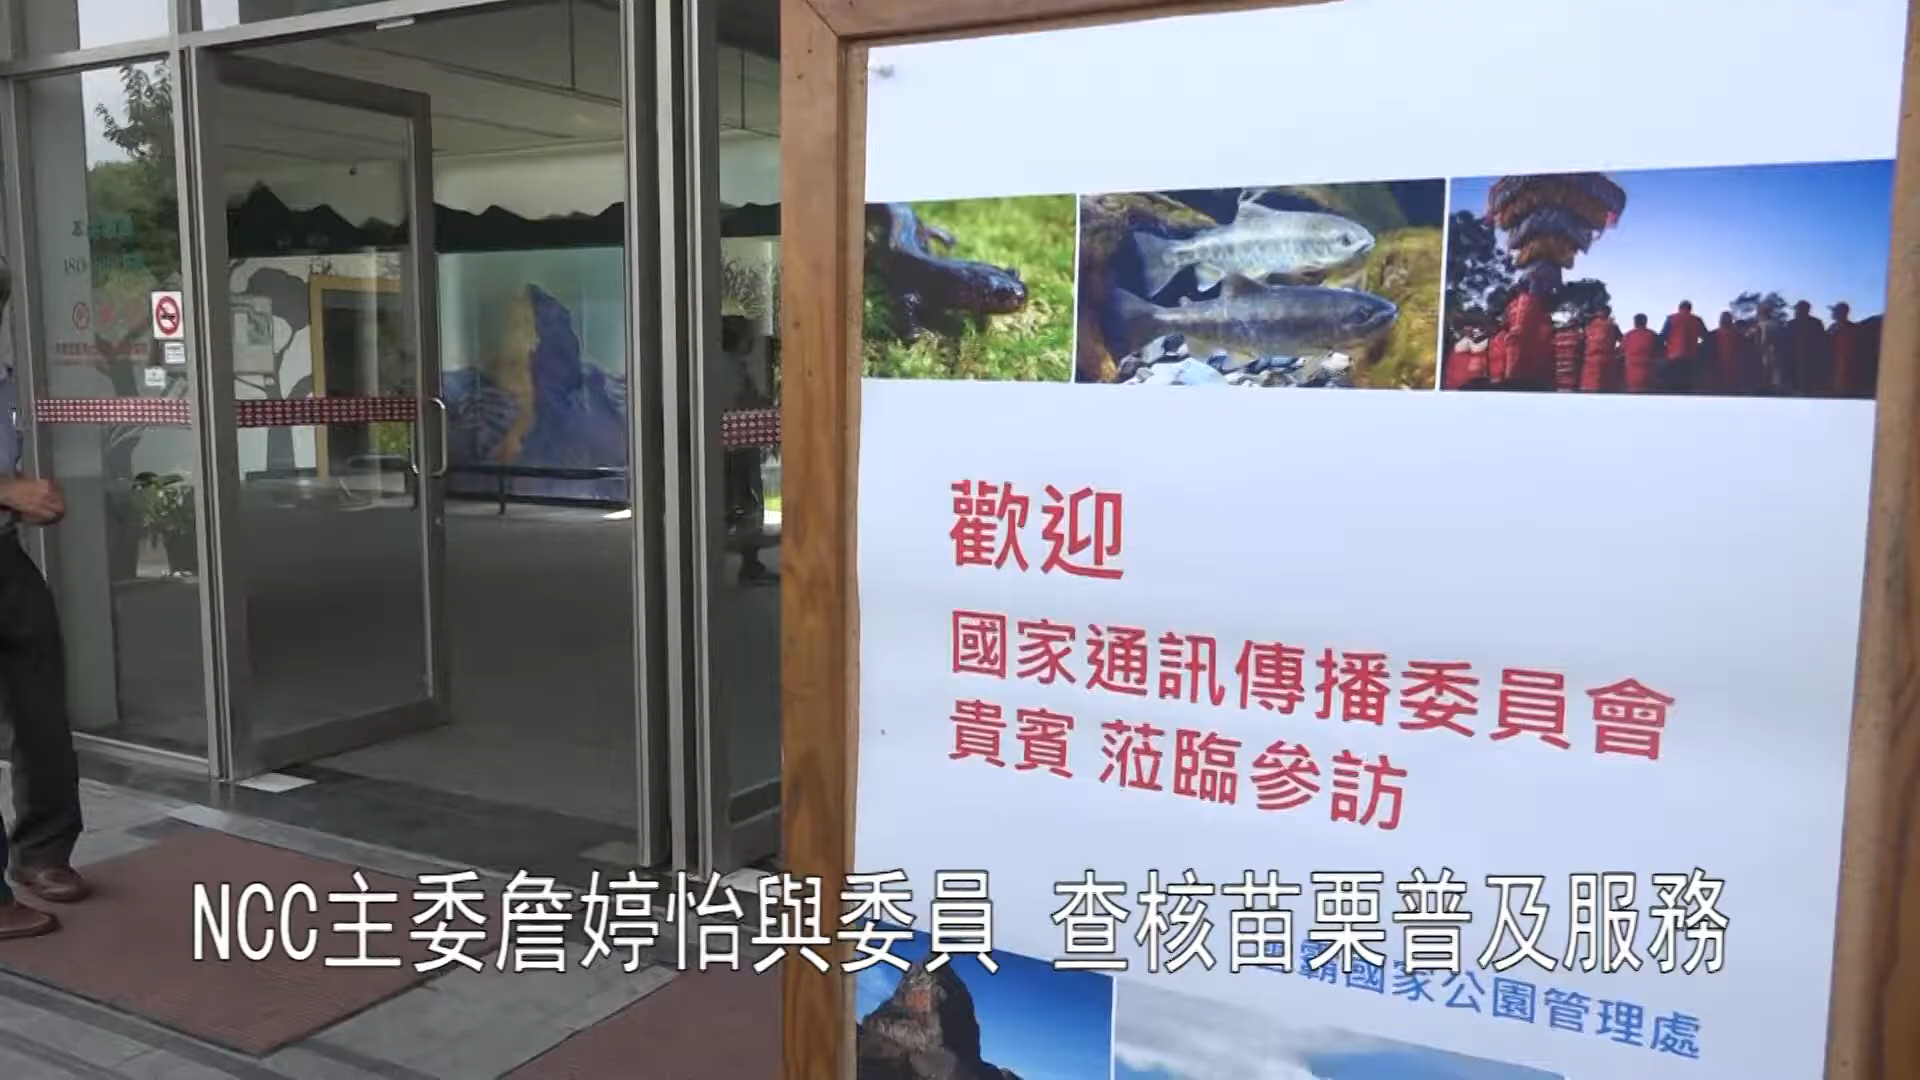 歡迎
國家通訊傳播委員會
貴賓 蒞臨參訪
NCC主委詹婷怡與委員 查核苗栗普及服務
霸國家公園管理處